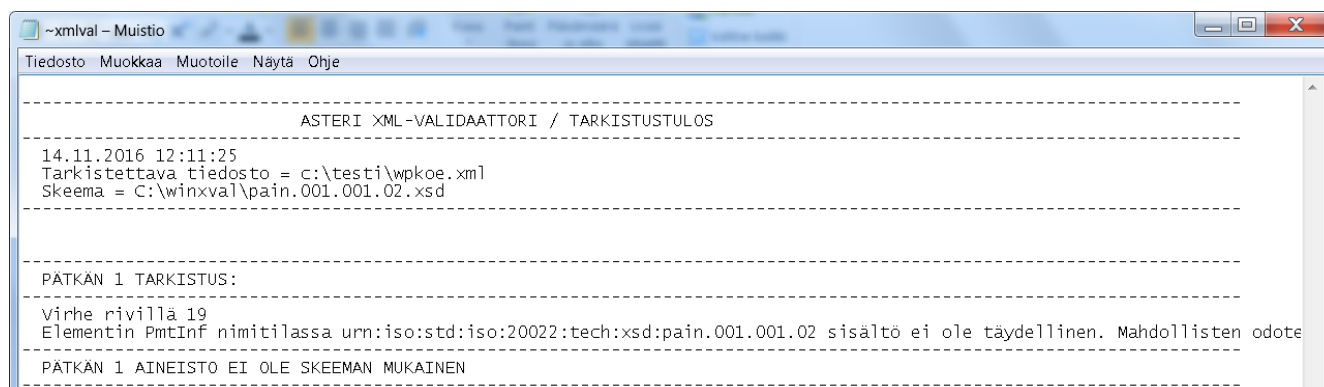 ~xmlval – Muistio
Tiedosto Muokkaa Muotoile Näytä Ohje
ASTERI XML-VALIDAATTORI / TARKISTUSTULOS
14.11.2016 12:11:25
Tarkistettava tiedosto = c:\testi\wpkoe.xml
Skeema = C:\winxval\pain.001.001.02.xsd
PÄTKÄN 1 TARKISTUS:
Virhe rivillä 19
Elementin PmtInf nimitilassa urn:iso:std:iso:20022:tech:xsd:pain.001.001.02 sisältö ei ole täydellinen. Mahdollisten odote
PÄTKÄN 1 AINEISTO EI OLE SKEEMAN MUKAINEN